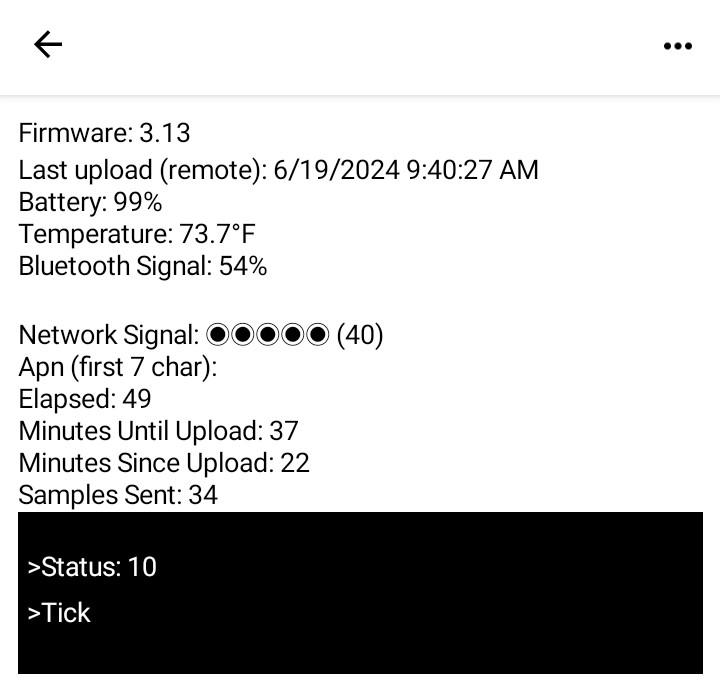 Firmware: 3.13
Last upload (remote): 6/19/2024 9:40:27 AM
Battery: 99%
Temperature: 73.7°F
Bluetooth Signal: 54%
Network Signal: ◉◉◉◉◉ (40)
Apn (first 7 char):
Elapsed: 49
Minutes Until Upload: 37
Minutes Since Upload: 22
Samples Sent: 34
>Status: 10
>Tick